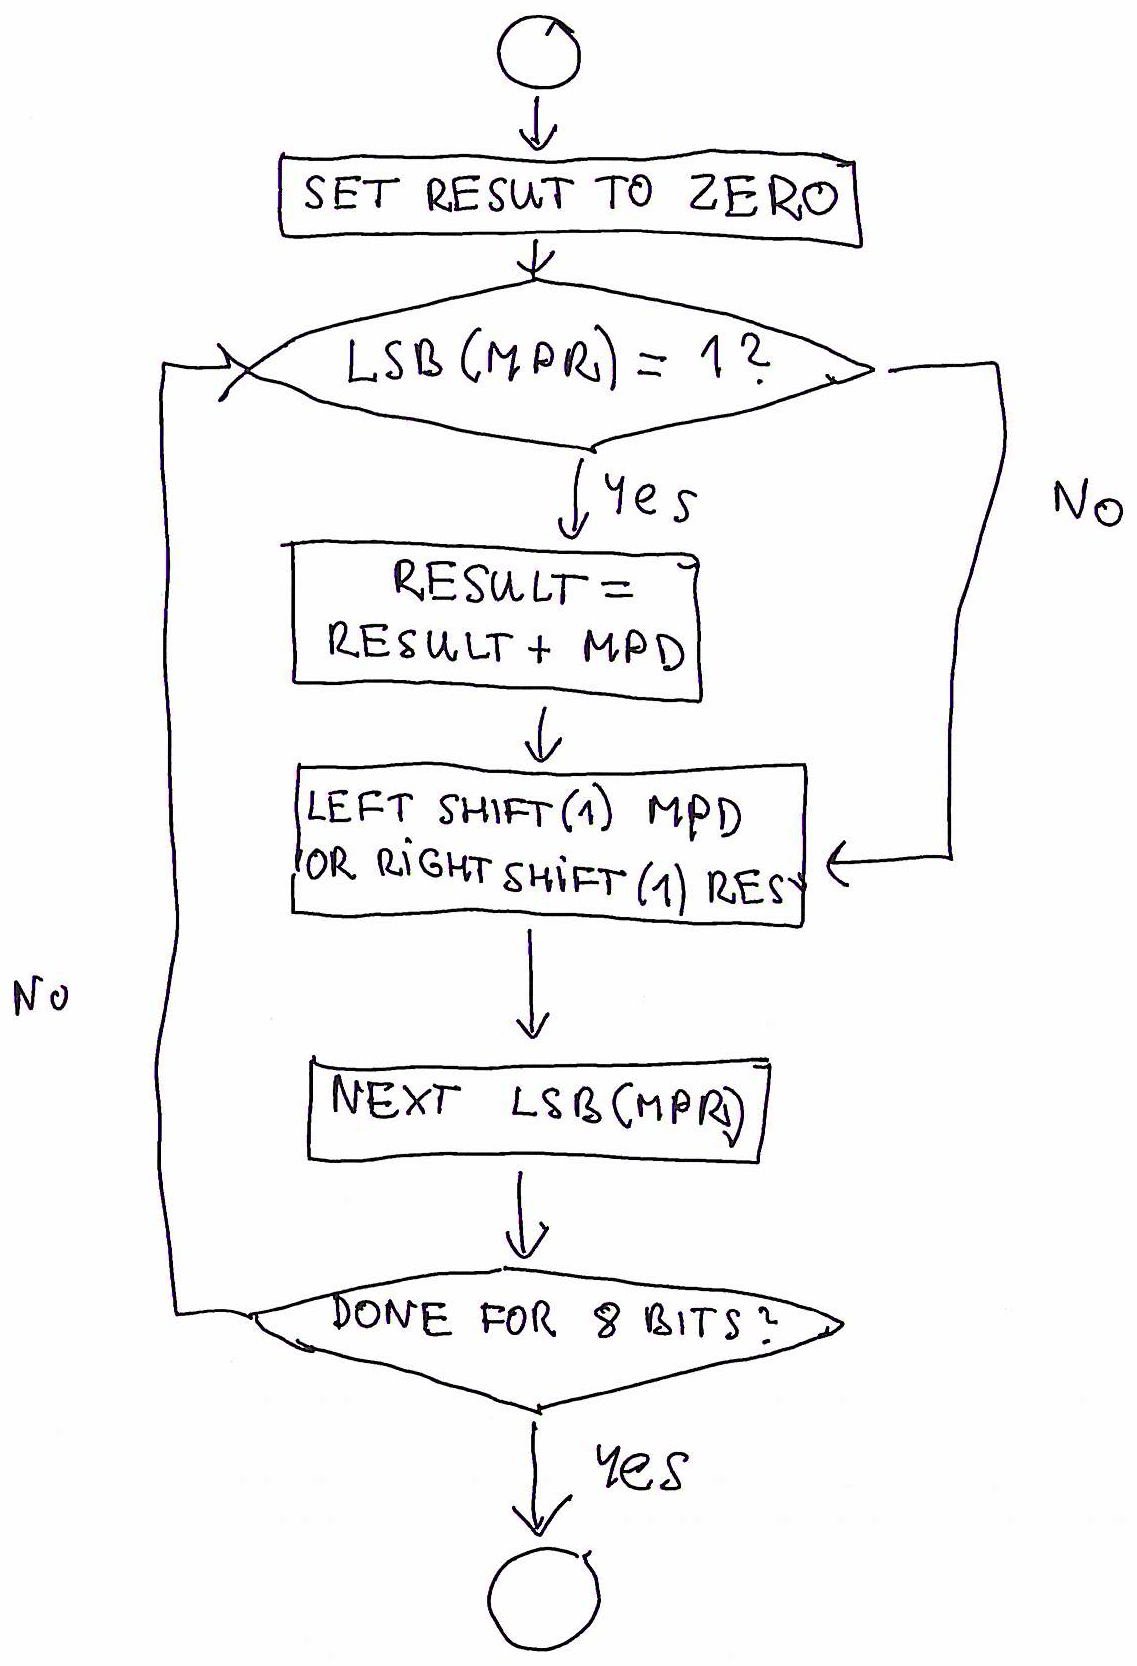 SET RESUT TO ZERO
LSB (MPR) = 1?
Yes
NO
RESULT =
RESULT + MPD
LEFT SHIFT (1) MPD
OR RIGHT SHIFT (1) RES
NO
NEXT LSB (MPR)
DONE FOR 8 BITS?
Yes